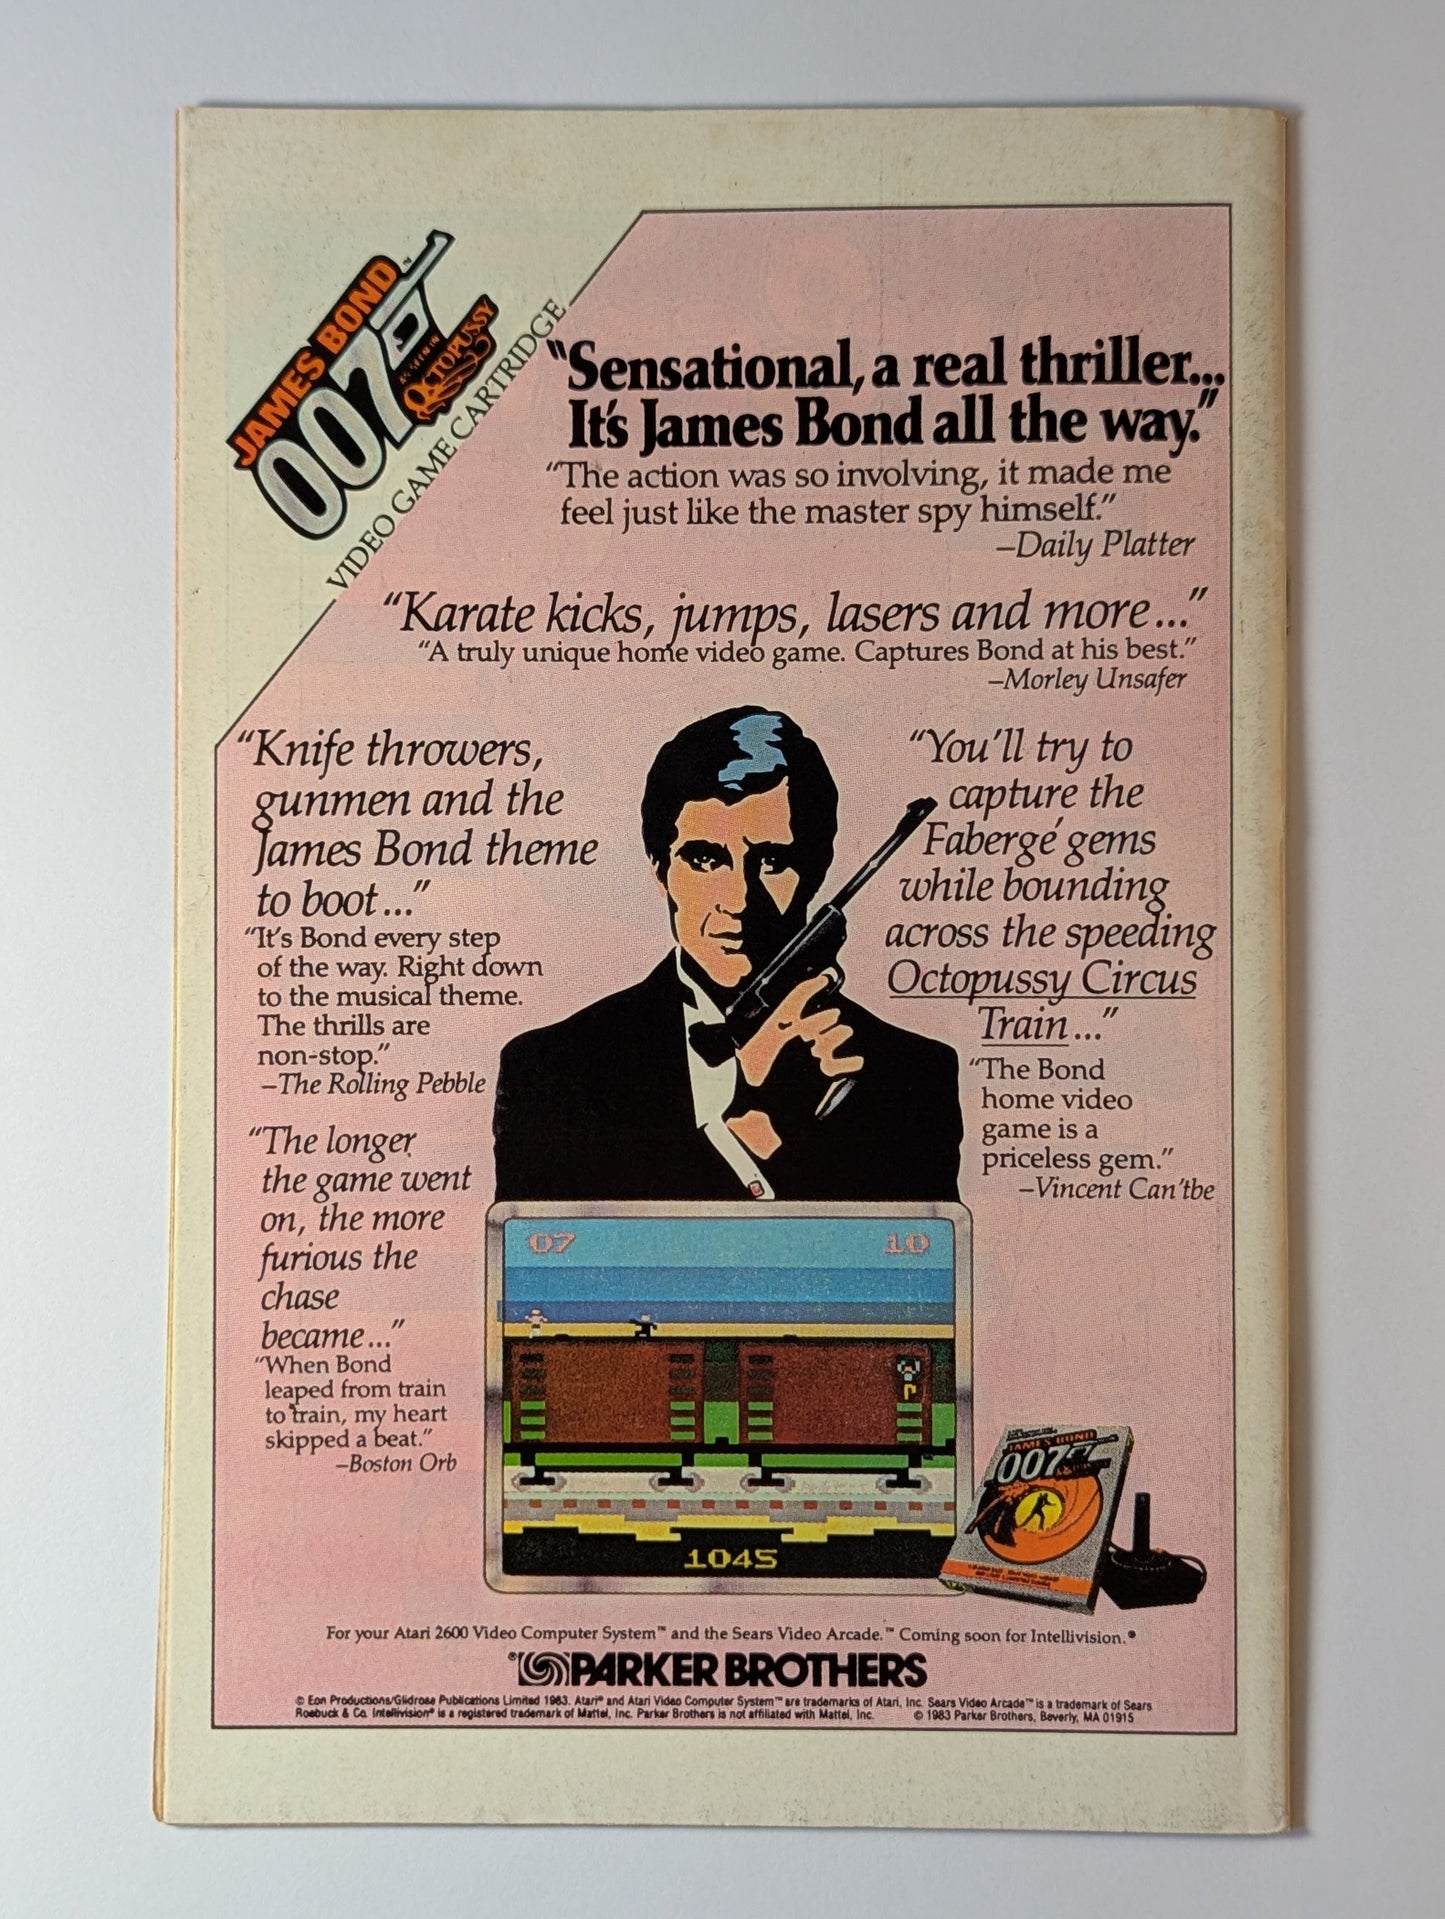 JAMES BOND™
007
AS SEEN IN
OCTOPUSSY
VIDEO GAME CARTRIDGE
"Sensational, a real thriller...
It's James Bond all the way."
"The action was so involving, it made me
feel just like the master spy himself."
–Daily Platter
"Karate kicks, jumps, lasers and more..."
"A truly unique home video game. Captures Bond at his best."
–Morley Unsafer
"Knife throwers,
gunmen and the
James Bond theme
to boot..."
"It's Bond every step
of the way. Right down
to the musical theme.
The thrills are
non-stop."
–The Rolling Pebble
"The longer
the game went
on, the more
furious the
chase
became..."
"When Bond
leaped from train
to train, my heart
skipped a beat."
–Boston Orb
"You'll try to
capture the
Fabergé gems
while bounding
across the speeding
Octopussy Circus
Train..."
"The Bond
home video
game is a
priceless gem."
–Vincent Can'tbe
07 10
1045
JAMES BOND
007
For your Atari 2600 Video Computer System™ and the Sears Video Arcade.™ Coming soon for Intellivision.®
PARKER BROTHERS
© Eon Productions/Glidrose Publications Limited 1983. Atari® and Atari Video Computer System™ are trademarks of Atari, Inc. Sears Video Arcade™ is a trademark of Sears
Roebuck & Co. Intellivision® is a registered trademark of Mattel, Inc. Parker Brothers is not affiliated with Mattel, Inc. © 1983 Parker Brothers, Beverly, MA 01915